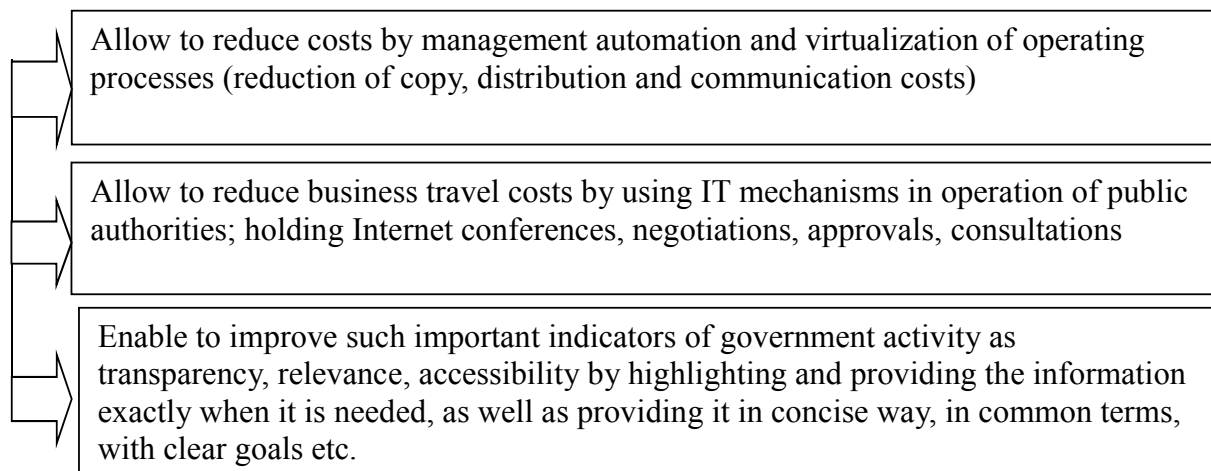 Allow to reduce costs by management automation and virtualization of operating
processes (reduction of copy, distribution and communication costs)
Allow to reduce business travel costs by using IT mechanisms in operation of public
authorities; holding Internet conferences, negotiations, approvals, consultations
Enable to improve such important indicators of government activity as
transparency, relevance, accessibility by highlighting and providing the information
exactly when it is needed, as well as providing it in concise way, in common terms,
with clear goals etc.